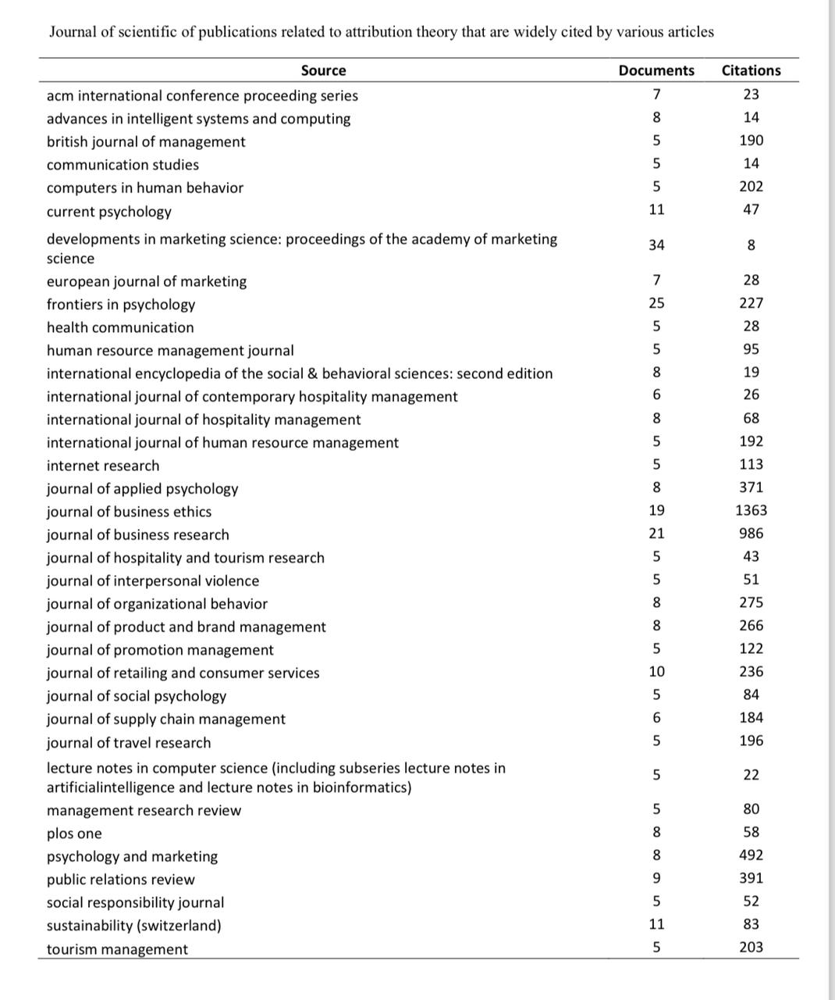 Journal of scientific of publications related to attribution theory that are widely cited by various articles
Source Documents Citations
acm international conference proceeding series 7 23
advances in intelligent systems and computing 8 14
british journal of management 5 190
communication studies 5 14
computers in human behavior 5 202
current psychology 11 47
developments in marketing science: proceedings of the academy of marketing
science 34 8
european journal of marketing 7 28
frontiers in psychology 25 227
health communication 5 28
human resource management journal 5 95
international encyclopedia of the social & behavioral sciences: second edition 8 19
international journal of contemporary hospitality management 6 26
international journal of hospitality management 8 68
international journal of human resource management 5 192
internet research 5 113
journal of applied psychology 8 371
journal of business ethics 19 1363
journal of business research 21 986
journal of hospitality and tourism research 5 43
journal of interpersonal violence 5 51
journal of organizational behavior 8 275
journal of product and brand management 8 266
journal of promotion management 5 122
journal of retailing and consumer services 10 236
journal of social psychology 5 84
journal of supply chain management 6 184
journal of travel research 5 196
lecture notes in computer science (including subseries lecture notes in
artificialintelligence and lecture notes in bioinformatics) 5 22
management research review 5 80
plos one 8 58
psychology and marketing 8 492
public relations review 9 391
social responsibility journal 5 52
sustainability (switzerland) 11 83
tourism management 5 203